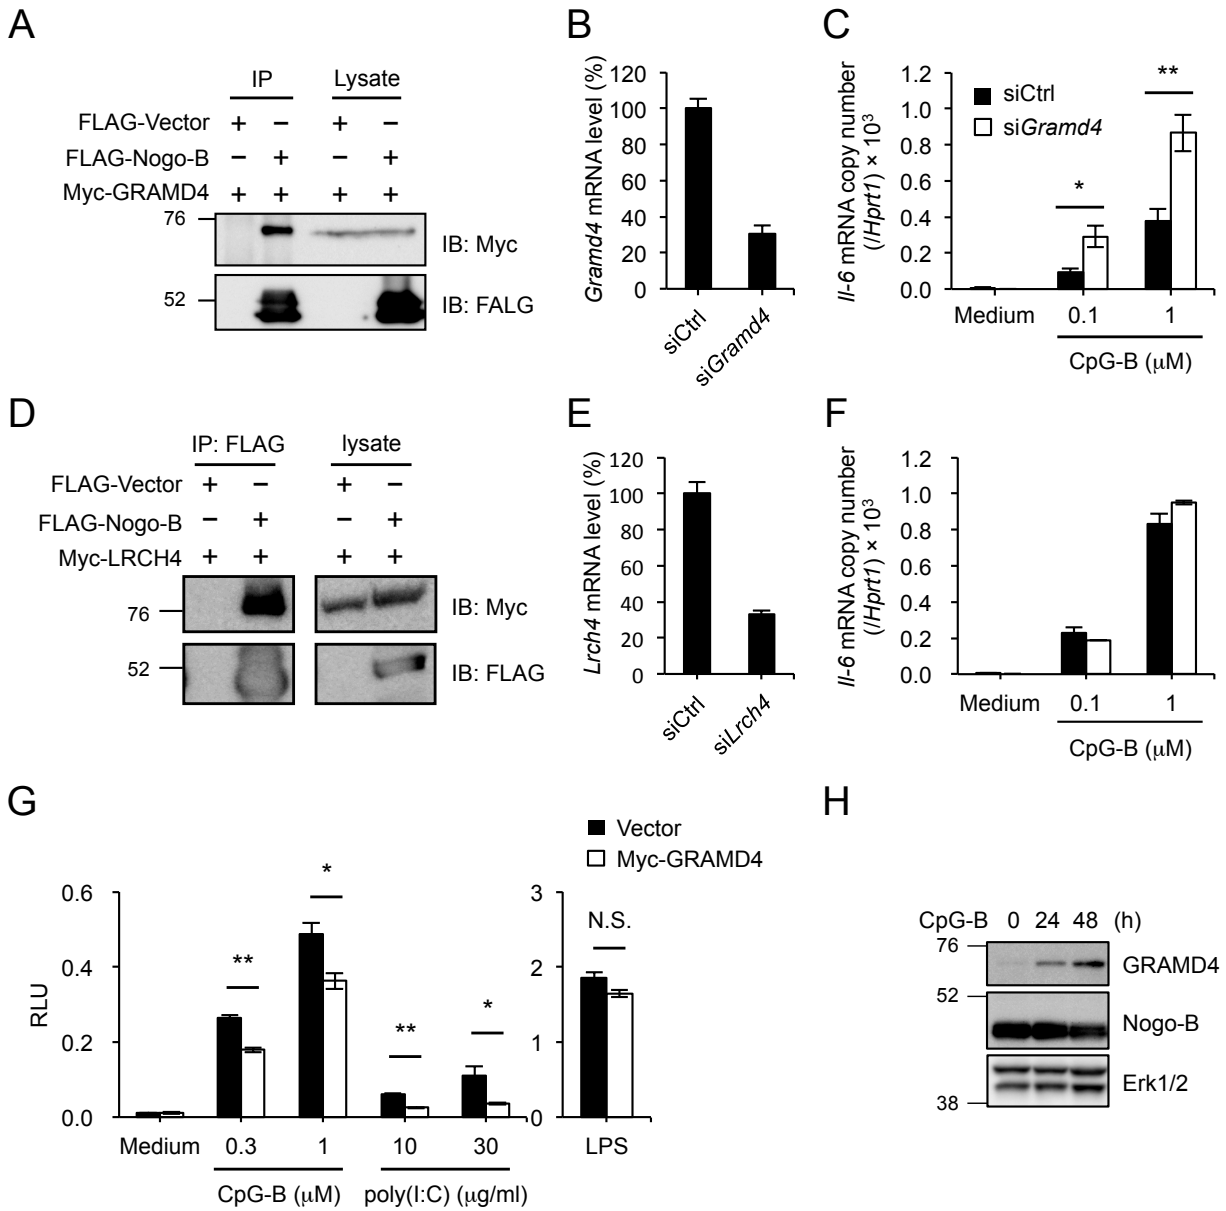 A
IP Lysate
FLAG-Vector + − + −
FLAG-Nogo-B − + − +
Myc-GRAMD4 + + + +
76
IB: Myc
52
IB: FALG
B
Gramd4 mRNA level (%)
120
100
80
60
40
20
0
siCtrl
siGramd4
C
Il-6 mRNA copy number
(/Hprt1) × 10³
1.2
1.0
0.8
0.6
0.4
0.2
0.0
siCtrl
siGramd4
*
**
Medium 0.1 1
CpG-B (μM)
D
IP: FLAG lysate
FLAG-Vector + − + −
FLAG-Nogo-B − + − +
Myc-LRCH4 + + + +
76
IB: Myc
52
IB: FLAG
E
Lrch4 mRNA level (%)
120
100
80
60
40
20
0
siCtrl
siLrch4
F
Il-6 mRNA copy number
(/Hprt1) × 10³
1.2
1.0
0.8
0.6
0.4
0.2
0.0
Medium 0.1 1
CpG-B (μM)
G
Vector
Myc-GRAMD4
RLU
0.6
0.4
0.2
0.0
**
*
**
*
3
2
1
0
N.S.
Medium 0.3 1 10 30 LPS
CpG-B (μM) poly(I:C) (μg/ml)
H
CpG-B 0 24 48 (h)
76
GRAMD4
52
Nogo-B
Erk1/2
38